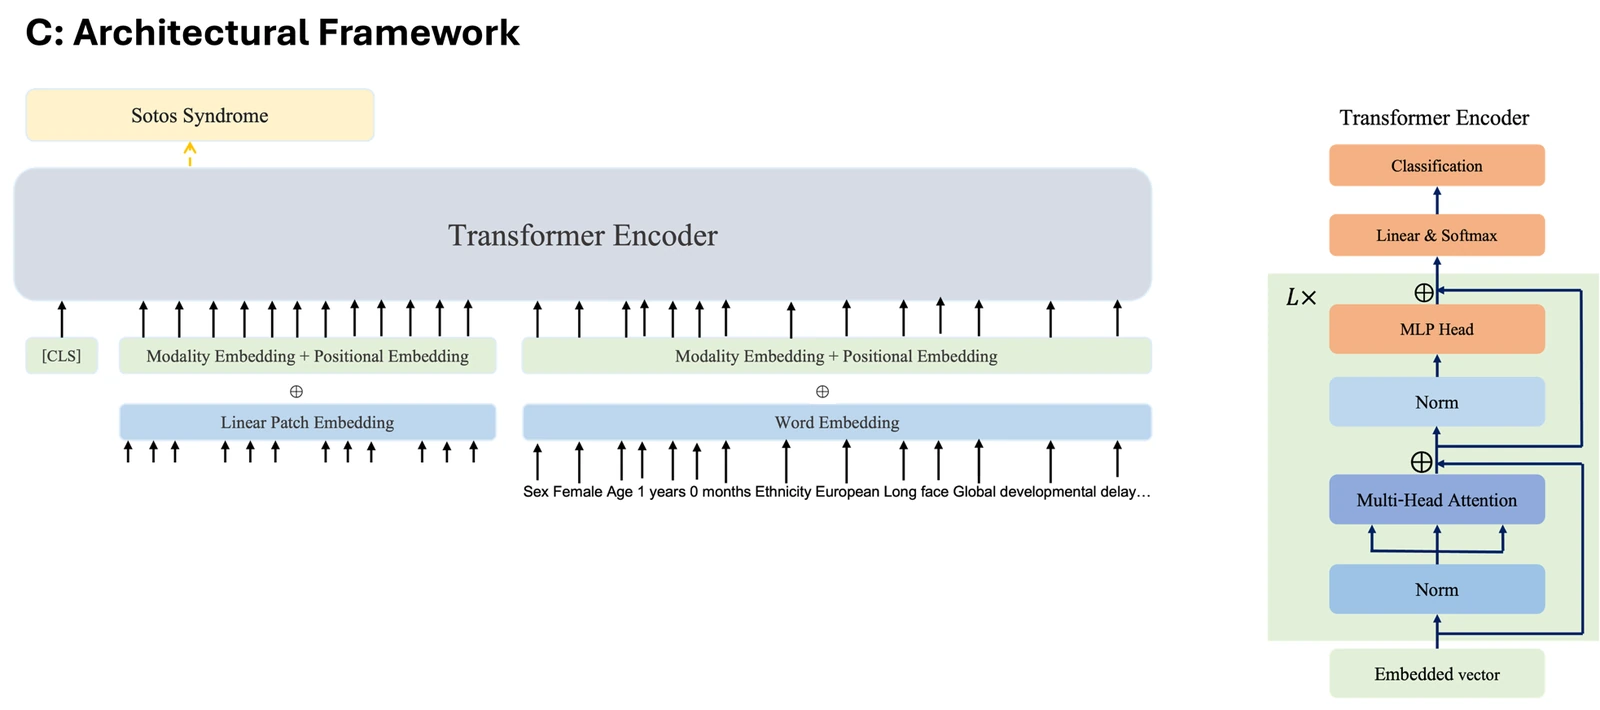 C: Architectural Framework
Sotos Syndrome
Transformer Encoder
[CLS]
Modality Embedding + Positional Embedding
Modality Embedding + Positional Embedding
⊕
⊕
Linear Patch Embedding
Word Embedding
Sex Female Age 1 years 0 months Ethnicity European Long face Global developmental delay...
Transformer Encoder
Classification
Linear & Softmax
L×
⊕
MLP Head
Norm
⊕
Multi-Head Attention
Norm
Embedded vector